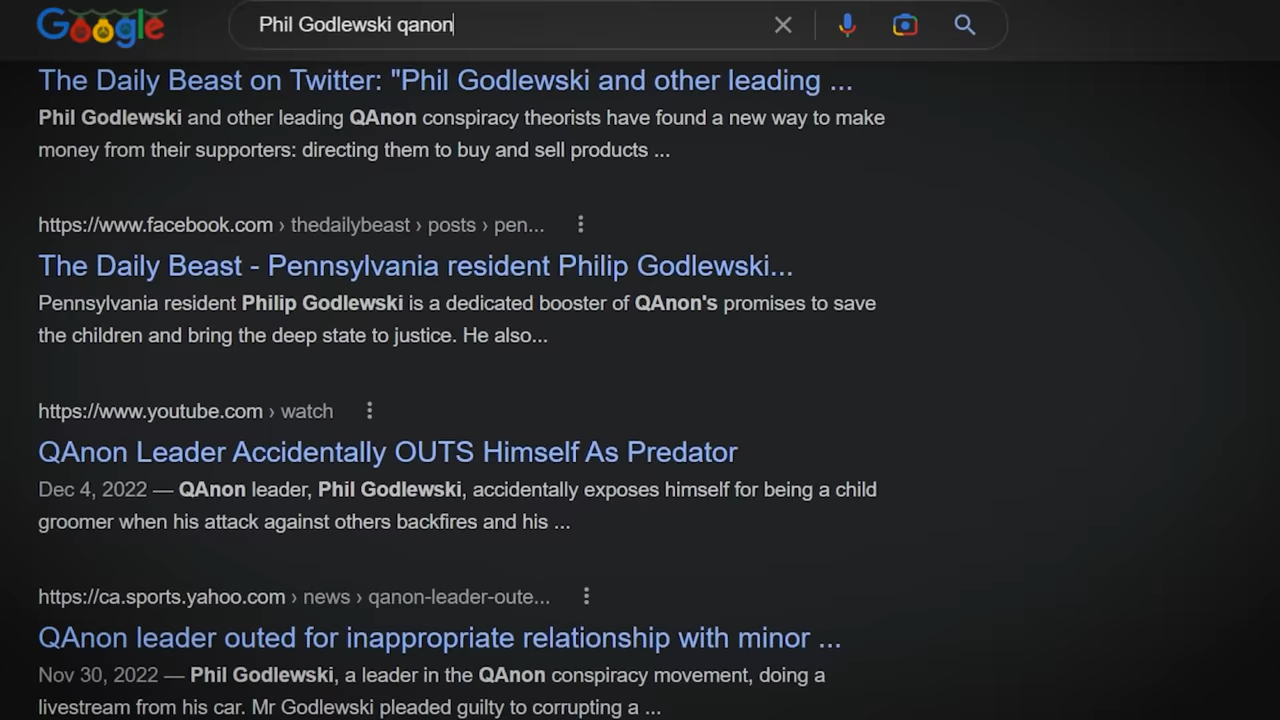 Google
Phil Godlewski qanon
The Daily Beast on Twitter: "Phil Godlewski and other leading ...
Phil Godlewski and other leading QAnon conspiracy theorists have found a new way to make
money from their supporters: directing them to buy and sell products ...
https://www.facebook.com › thedailybeast › posts › pen...
The Daily Beast - Pennsylvania resident Philip Godlewski...
Pennsylvania resident Philip Godlewski is a dedicated booster of QAnon's promises to save
the children and bring the deep state to justice. He also...
https://www.youtube.com › watch
QAnon Leader Accidentally OUTS Himself As Predator
Dec 4, 2022 — QAnon leader, Phil Godlewski, accidentally exposes himself for being a child
groomer when his attack against others backfires and his ...
https://ca.sports.yahoo.com › news › qanon-leader-oute...
QAnon leader outed for inappropriate relationship with minor ...
Nov 30, 2022 — Phil Godlewski, a leader in the QAnon conspiracy movement, doing a
livestream from his car. Mr Godlewski pleaded guilty to corrupting a ...